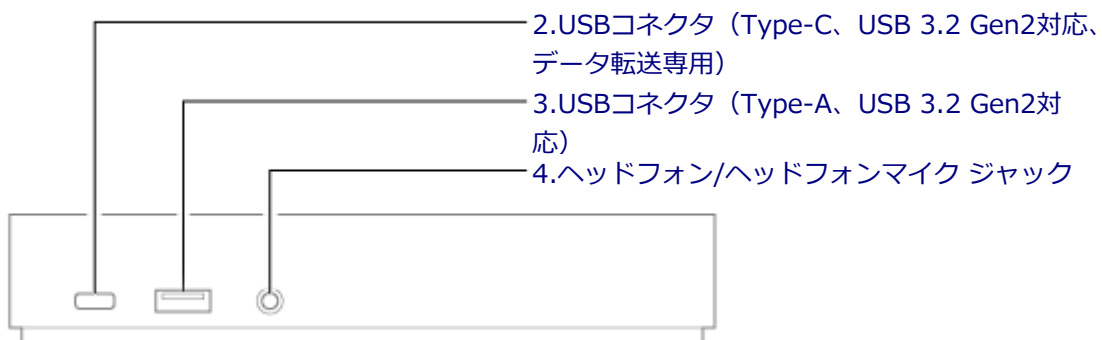 2.USBコネクタ（Type-C、USB 3.2 Gen2対応、
データ転送専用）
3.USBコネクタ（Type-A、USB 3.2 Gen2対
応）
4.ヘッドフォン/ヘッドフォンマイク ジャック